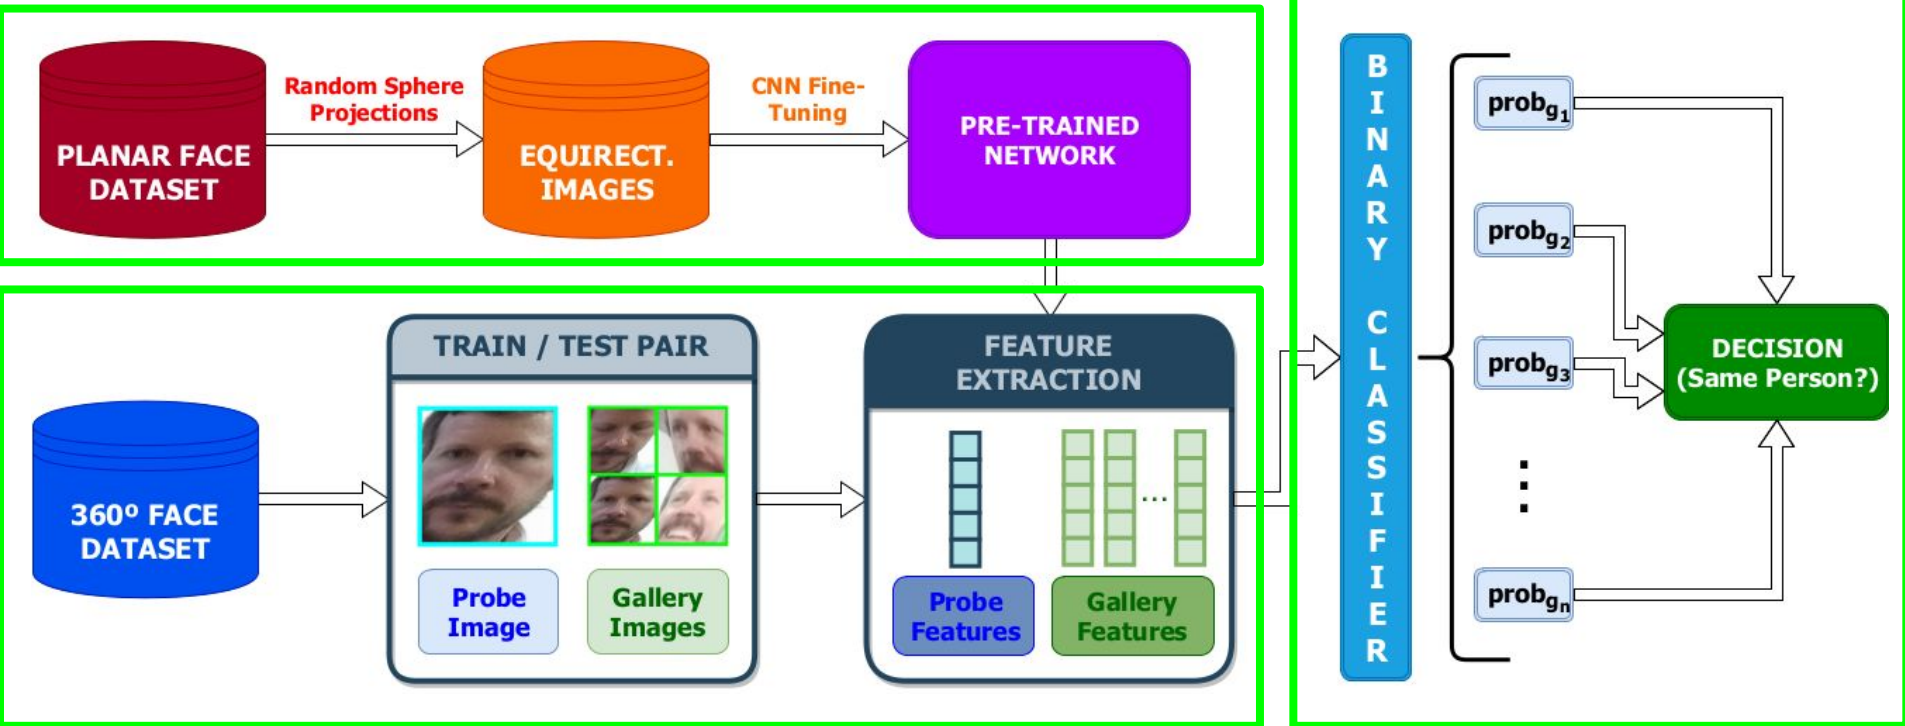 PLANAR FACE
DATASET
Random Sphere
Projections
EQUIRECT.
IMAGES
CNN Fine-
Tuning
PRE-TRAINED
NETWORK
360º FACE
DATASET
TRAIN / TEST PAIR
Probe
Image
Gallery
Images
FEATURE
EXTRACTION
...
Probe
Features
Gallery
Features
BINARY CLASSIFIER
probg1
probg2
probg3
probgn
DECISION
(Same Person?)